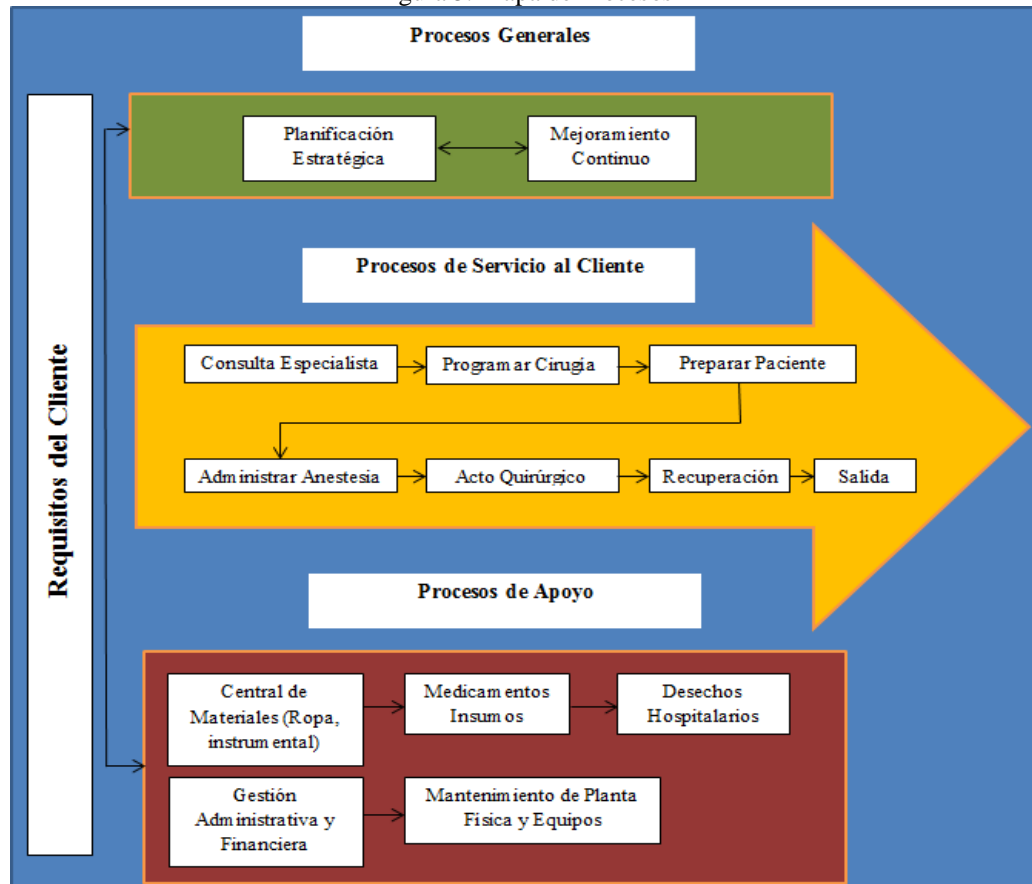 Procesos Generales
Requisitos del Cliente
Planificación
Estratégica
Mejoramiento
Continuo
Procesos de Servicio al Cliente
Consulta Especialista
Programar Cirugía
Preparar Paciente
Administrar Anestesia
Acto Quirúrgico
Recuperación
Salida
Procesos de Apoyo
Central de
Materiales (Ropa,
instrumental)
Medicamentos
Insumos
Desechos
Hospitalarios
Gestión
Administrativa y
Financiera
Mantenimiento de Planta
Física y Equipos